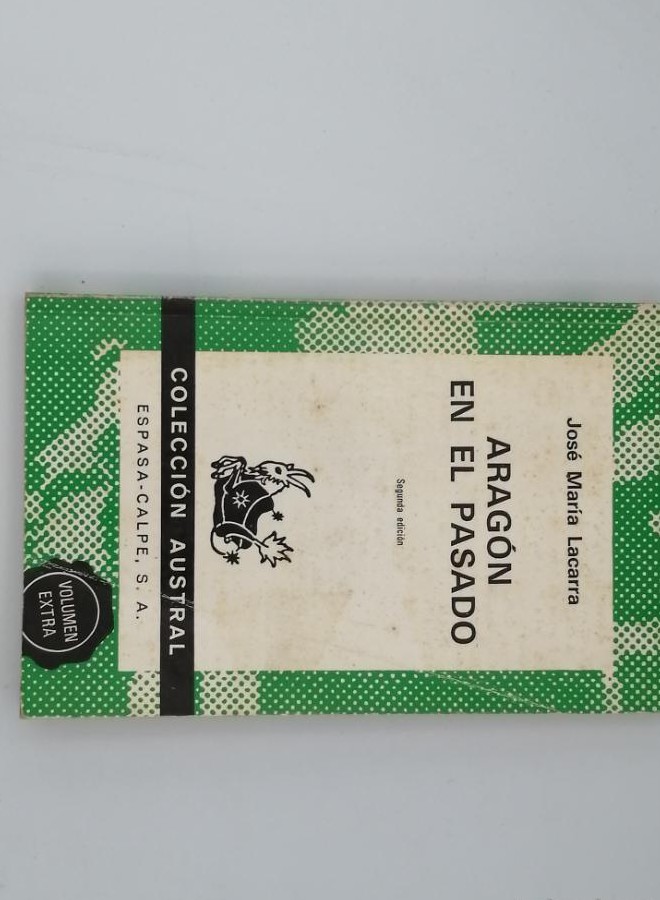 José María Lacarra
ARAGÓN
EN EL PASADO
Segunda edición
COLECCIÓN AUSTRAL
ESPASA-CALPE, S. A.
VOLUMEN
EXTRA